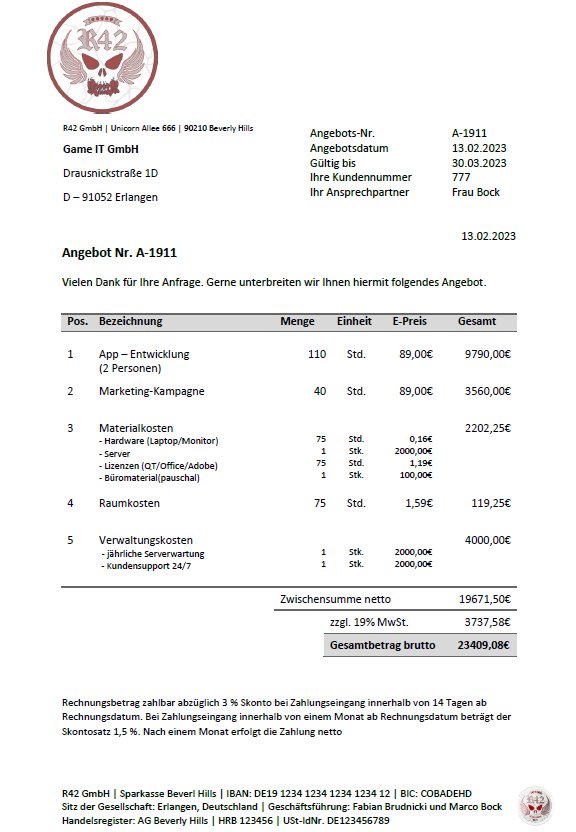 R42
R42 GmbH | Unicorn Allee 666 | 90210 Beverly Hills
Game IT GmbH
Drausnickstraße 1D
D – 91052 Erlangen
Angebots-Nr. A-1911
Angebotsdatum 13.02.2023
Gültig bis 30.03.2023
Ihre Kundennummer 777
Ihr Ansprechpartner Frau Bock
13.02.2023
Angebot Nr. A-1911
Vielen Dank für Ihre Anfrage. Gerne unterbreiten wir Ihnen hiermit folgendes Angebot.
Pos. Bezeichnung Menge Einheit E-Preis Gesamt
1 App – Entwicklung 110 Std. 89,00€ 9790,00€
(2 Personen)
2 Marketing-Kampagne 40 Std. 89,00€ 3560,00€
3 Materialkosten 2202,25€
- Hardware (Laptop/Monitor) 75 Std. 0,16€
- Server 1 Stk. 2000,00€
- Lizenzen (QT/Office/Adobe) 75 Std. 1,19€
- Büromaterial(pauschal) 1 Stk. 100,00€
4 Raumkosten 75 Std. 1,59€ 119,25€
5 Verwaltungskosten 4000,00€
- jährliche Serverwartung 1 Stk. 2000,00€
- Kundensupport 24/7 1 Stk. 2000,00€
Zwischensumme netto 19671,50€
zzgl. 19% MwSt. 3737,58€
Gesamtbetrag brutto 23409,08€
Rechnungsbetrag zahlbar abzüglich 3 % Skonto bei Zahlungseingang innerhalb von 14 Tagen ab
Rechnungsdatum. Bei Zahlungseingang innerhalb von einem Monat ab Rechnungsdatum beträgt der
Skontosatz 1,5 %. Nach einem Monat erfolgt die Zahlung netto
R42 GmbH | Sparkasse Beverl Hills | IBAN: DE19 1234 1234 1234 1234 12 | BIC: COBADEHD
Sitz der Gesellschaft: Erlangen, Deutschland | Geschäftsführung: Fabian Brudnicki und Marco Bock
Handelsregister: AG Beverly Hills | HRB 123456 | USt-IdNr. DE123456789
R42